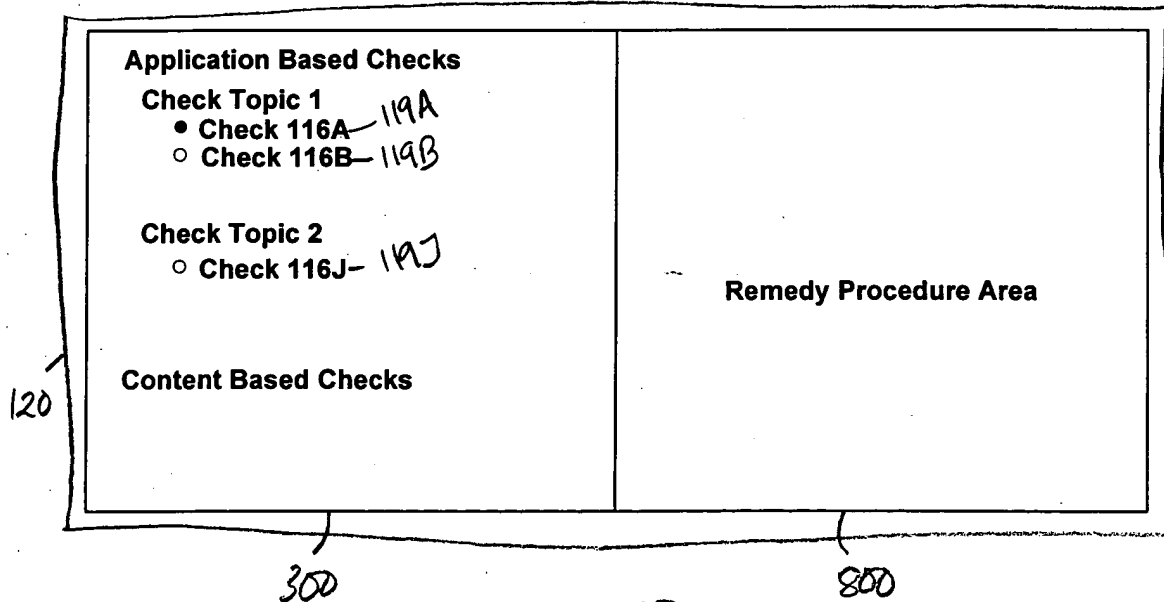 Application Based Checks
Check Topic 1
● Check 116A 119A
○ Check 116B 119B
Check Topic 2
○ Check 116J 119J
Remedy Procedure Area
Content Based Checks
120
300 800